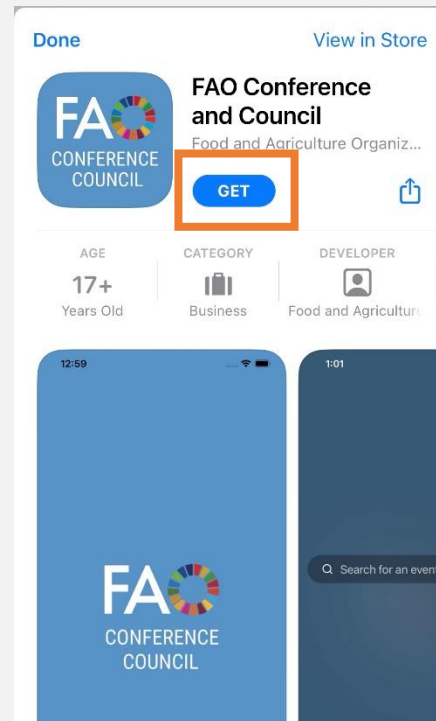 Done
View in Store
FAO
CONFERENCE
COUNCIL
FAO Conference
and Council
Food and Agriculture Organiz...
GET
AGE
CATEGORY
DEVELOPER
17+
Years Old
Business
Food and Agriculture
12:59
1:01
Search for an event
FAO
CONFERENCE
COUNCIL